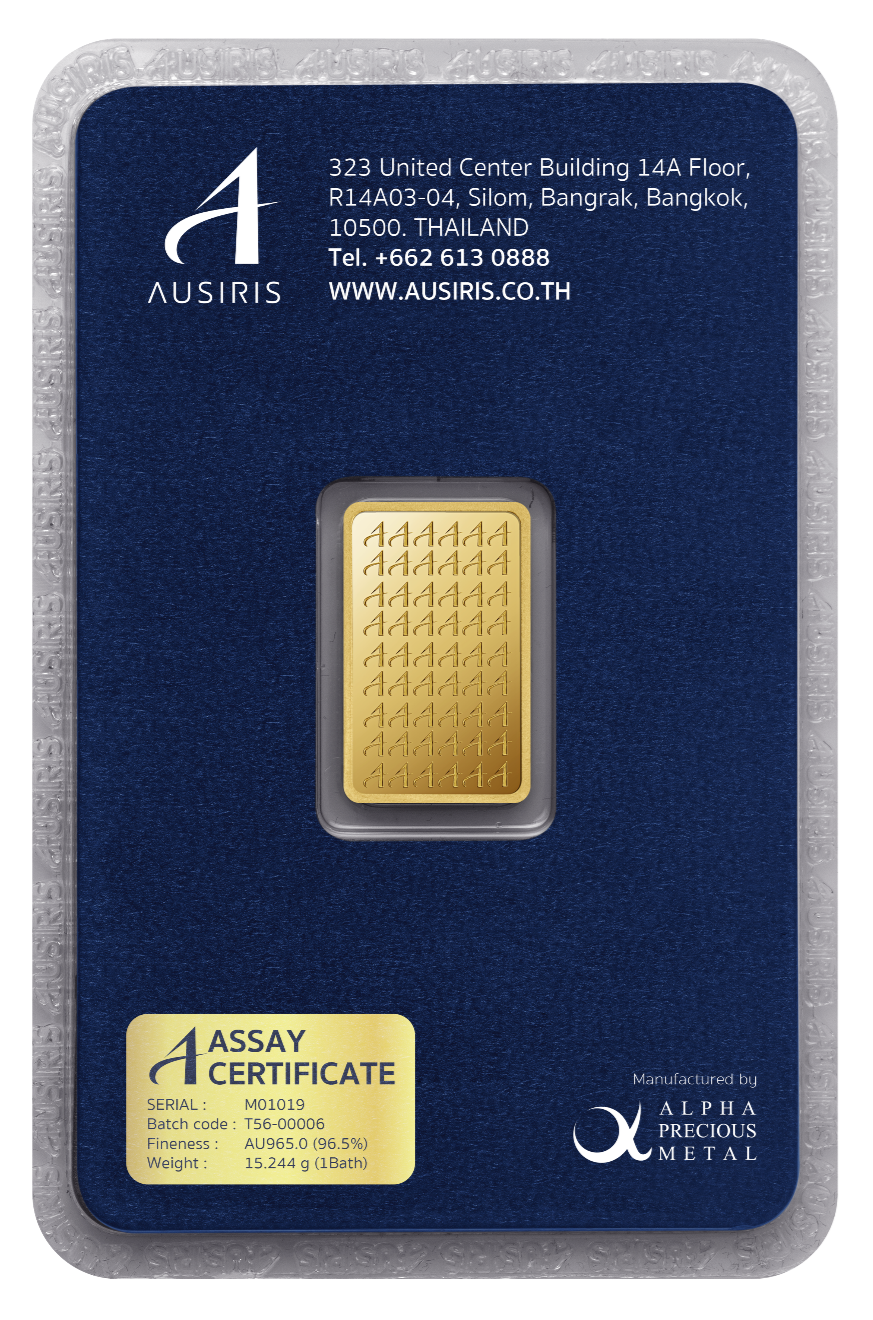 AUSIRIS
323 United Center Building 14A Floor,
R14A03-04, Silom, Bangrak, Bangkok,
10500. THAILAND
Tel. +662 613 0888
WWW.AUSIRIS.CO.TH
ASSAY
CERTIFICATE
SERIAL : M01019
Batch code : T56-00006
Fineness : AU965.0 (96.5%)
Weight : 15.244 g (1Bath)
Manufactured by
ALPHA
PRECIOUS
METAL